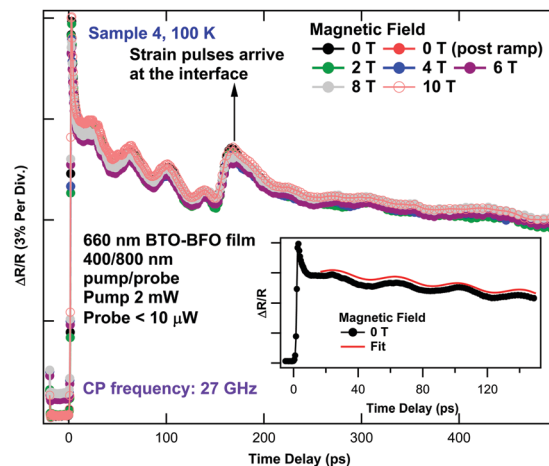 Sample 4, 100 K
Strain pulses arrive
at the interface
Magnetic Field
0 T 0 T (post ramp)
2 T 4 T 6 T
8 T 10 T
ΔR/R (3% Per Div.)
660 nm BTO-BFO film
400/800 nm
pump/probe
Pump 2 mW
Probe < 10 μW
CP frequency: 27 GHz
ΔR/R
Magnetic Field
0 T
Fit
0 40 80 120
Time Delay (ps)
0 100 200 300 400
Time Delay (ps)